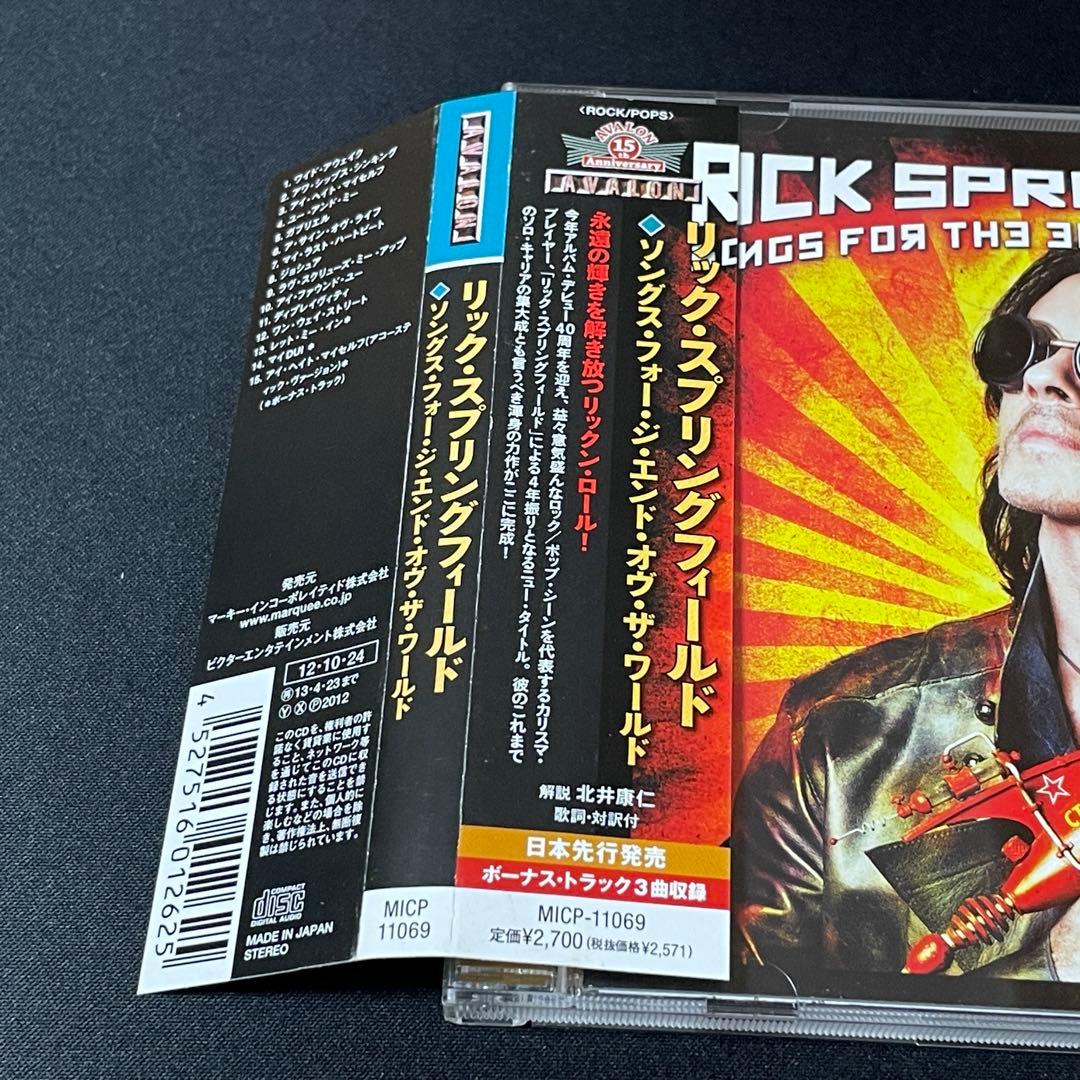 1. ワイド・アウェイク
2. アワ・シップス・シンキング
3. アイ・ヘイト・マイセルフ
4. ユー・アンド・ミー
5. ガブリエル
6. ア・サイン・オヴ・ライフ
7. マイ・ラスト・ハートビート
8. ジョシュア
9. ラヴ・スクリューズ・ミー・アップ
10. アイ・ファウンド・ユー
11. ディプレイヴィティ
12. ワン・ウェイ・ストリート
13. レット・ミー・イン*
14. マイDUI *
15. アイ・ヘイト・マイセルフ(アコーステ
ィック・ヴァージョン)*
(*ボーナス・トラック)
発売元
マーキー・インコーポレイティド株式会社
www.marquee.co.jp
販売元
ビクターエンタテインメント株式会社
12・10・24
㊙13・4・23まで
ⓎⓍⓅ2012
このCDを、権利者の許
諾なく賃貸業に使用す
ること、ネットワーク等
を通じてこのCDに収
録された音を送信でき
る状態にすることを禁
じます。また、個人的に
楽しむなどの場合を除
き、著作権法上、無断複
製は禁じられています。
4 527516 012625
COMPACT
disc
DIGITAL AUDIO
MADE IN JAPAN
STEREO
AVALON
リック・スプリングフィールド
◆ソングス・フォー・ジ・エンド・オヴ・ザ・ワールド
MICP
11069
〈ROCK/POPS〉
AVALON
15th
Anniversary
AVALON
リック・スプリングフィールド
◆ソングス・フォー・ジ・エンド・オヴ・ザ・ワールド
永遠の輝きを解き放つリックン・ロール!
今年アルバム・デビュー40周年を迎え、益々意気盛んなロック/ポップ・シーンを代表するカリスマ・
プレイヤー、「リック・スプリングフィールド」による4年振りとなるニュー・タイトル。彼のこれまで
のソロ・キャリアの集大成とも言うべき渾身の力作がここに完成!
解説 北井康仁
歌詞・対訳付
日本先行発売
ボーナス・トラック3曲収録
MICP-11069
定価¥2,700(税抜価格¥2,571)
RICK SPR
NGS FOR TH3 3